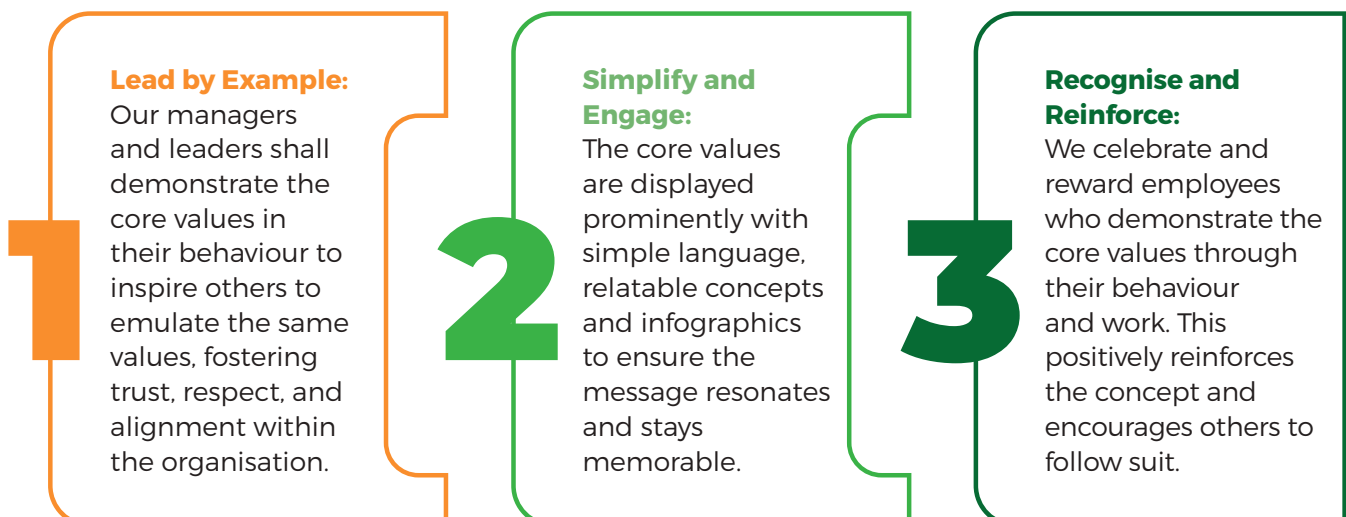 1
Lead by Example:
Our managers
and leaders shall
demonstrate the
core values in
their behaviour to
inspire others to
emulate the same
values, fostering
trust, respect, and
alignment within
the organisation.
2
Simplify and
Engage:
The core values
are displayed
prominently with
simple language,
relatable concepts
and infographics
to ensure the
message resonates
and stays
memorable.
3
Recognise and
Reinforce:
We celebrate and
reward employees
who demonstrate the
core values through
their behaviour
and work. This
positively reinforces
the concept and
encourages others to
follow suit.